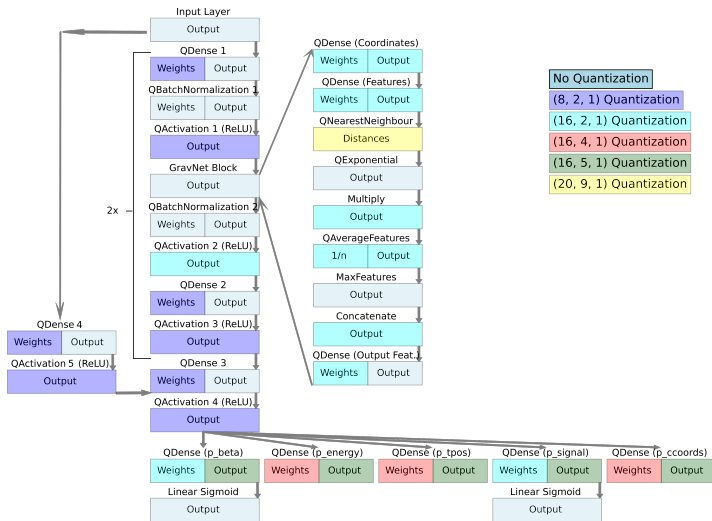 Input Layer
Output
QDense 1
Weights Output
QBatchNormalization 1
Weights Output
QActivation 1 (ReLU)
Output
GravNet Block
Output
QBatchNormalization 2
Weights Output
QActivation 2 (ReLU)
Output
QDense 2
Weights Output
QActivation 3 (ReLU)
Output
QDense 3
Weights Output
QActivation 4 (ReLU)
Output
2x
QDense 4
Weights Output
QActivation 5 (ReLU)
Output
QDense (Coordinates)
Weights Output
QDense (Features)
Weights Output
QNearestNeighbour
Distances
QExponential
Output
Multiply
Output
QAverageFeatures
1/n Output
MaxFeatures
Output
Concatenate
Output
QDense (Output Feat.)
Weights Output
No Quantization
(8, 2, 1) Quantization
(16, 2, 1) Quantization
(16, 4, 1) Quantization
(16, 5, 1) Quantization
(20, 9, 1) Quantization
QDense (p_beta)
Weights Output
Linear Sigmoid
Output
QDense (p_energy)
Weights Output
QDense (p_tpos)
Weights Output
QDense (p_signal)
Weights Output
Linear Sigmoid
Output
QDense (p_ccoords)
Weights Output